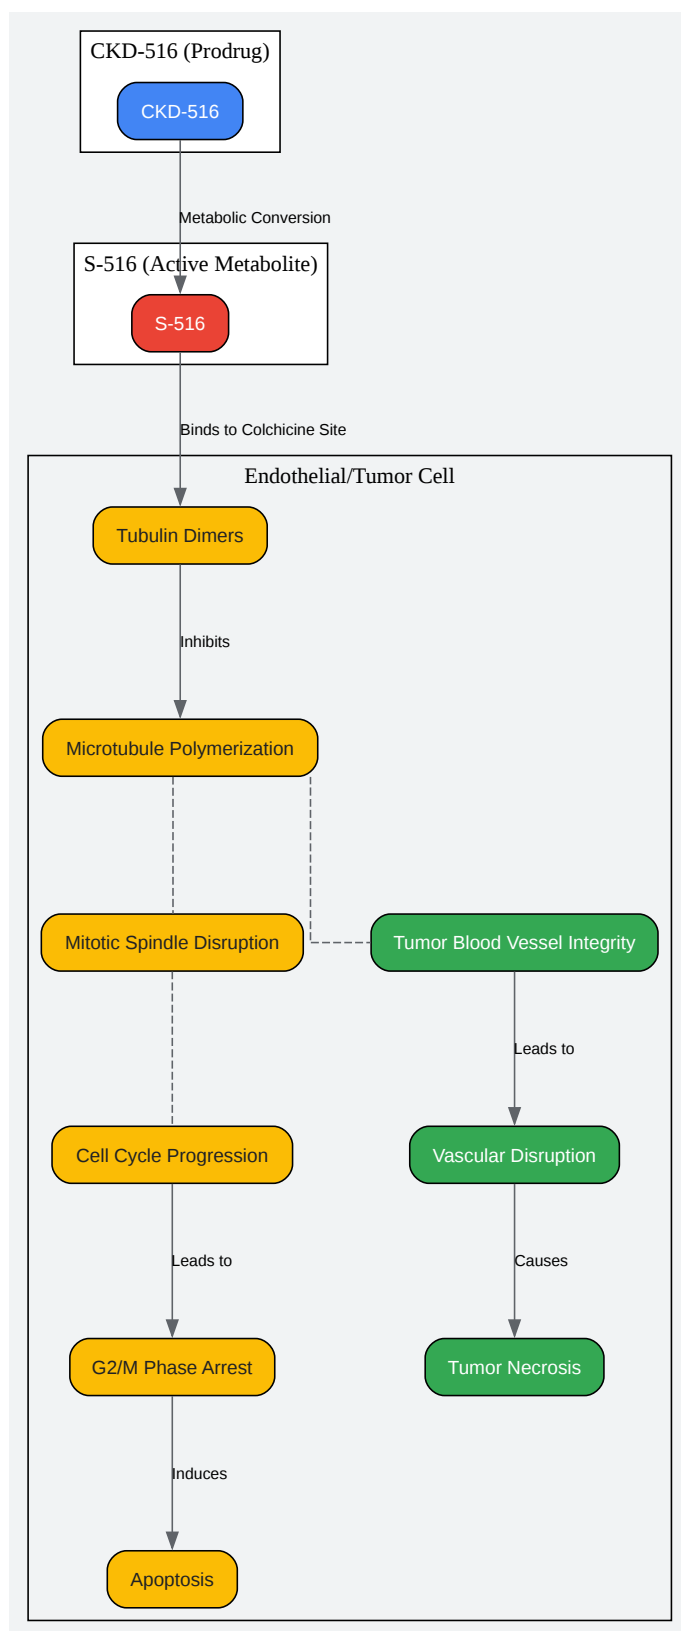 CKD-516 (Prodrug)
CKD-516
Metabolic Conversion
S-516 (Active Metabolite)
S-516
Binds to Colchicine Site
Endothelial/Tumor Cell
Tubulin Dimers
Inhibits
Microtubule Polymerization
Mitotic Spindle Disruption
Tumor Blood Vessel Integrity
Leads to
Cell Cycle Progression
Vascular Disruption
Leads to
Causes
G2/M Phase Arrest
Tumor Necrosis
Induces
Apoptosis